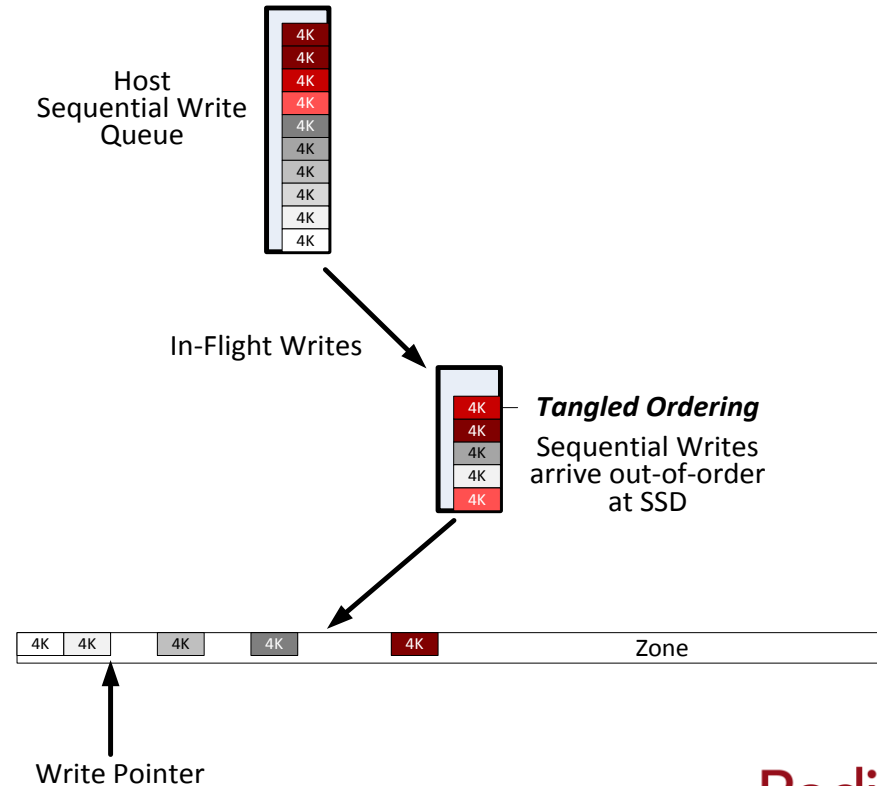 4K
4K
Host
4K
Sequential Write
4K
Queue
4K
4K
4K
4K
4K
4K
In-Flight Writes
4K
Tangled Ordering
4K
Sequential Writes
4K
arrive out-of-order
4K
at SSD
4K
4K 4K 4K 4K 4K Zone
Write Pointer